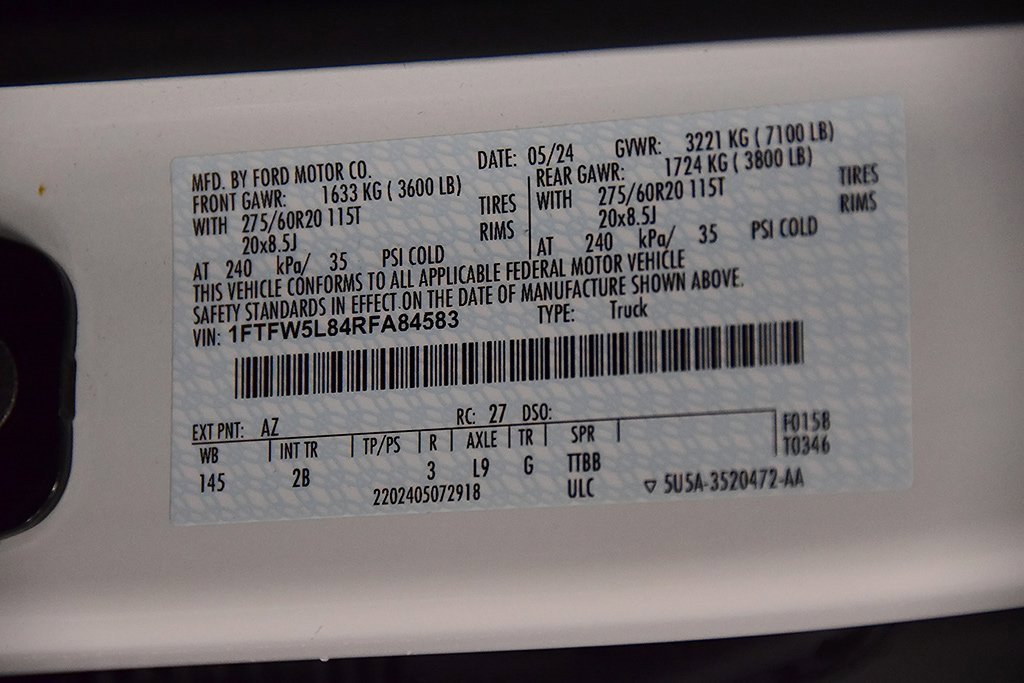 MFD. BY FORD MOTOR CO. DATE: 05/24 GVWR: 3221 KG ( 7100 LB)
FRONT GAWR: 1633 KG ( 3600 LB) REAR GAWR: 1724 KG ( 3800 LB)
WITH 275/60R20 115T TIRES WITH 275/60R20 115T TIRES
20x8.5J RIMS 20x8.5J RIMS
AT 240 kPa/ 35 PSI COLD AT 240 kPa/ 35 PSI COLD
THIS VEHICLE CONFORMS TO ALL APPLICABLE FEDERAL MOTOR VEHICLE
SAFETY STANDARDS IN EFFECT ON THE DATE OF MANUFACTURE SHOWN ABOVE.
VIN: 1FTFW5L84RFA84583 TYPE: Truck
EXT PNT: AZ RC: 27 DSO:
WB INT TR TP/PS R AXLE TR SPR F0158
145 2B 3 L9 G TTBB T0346
2202405072918 ULC ▽ 5U5A-3520472-AA